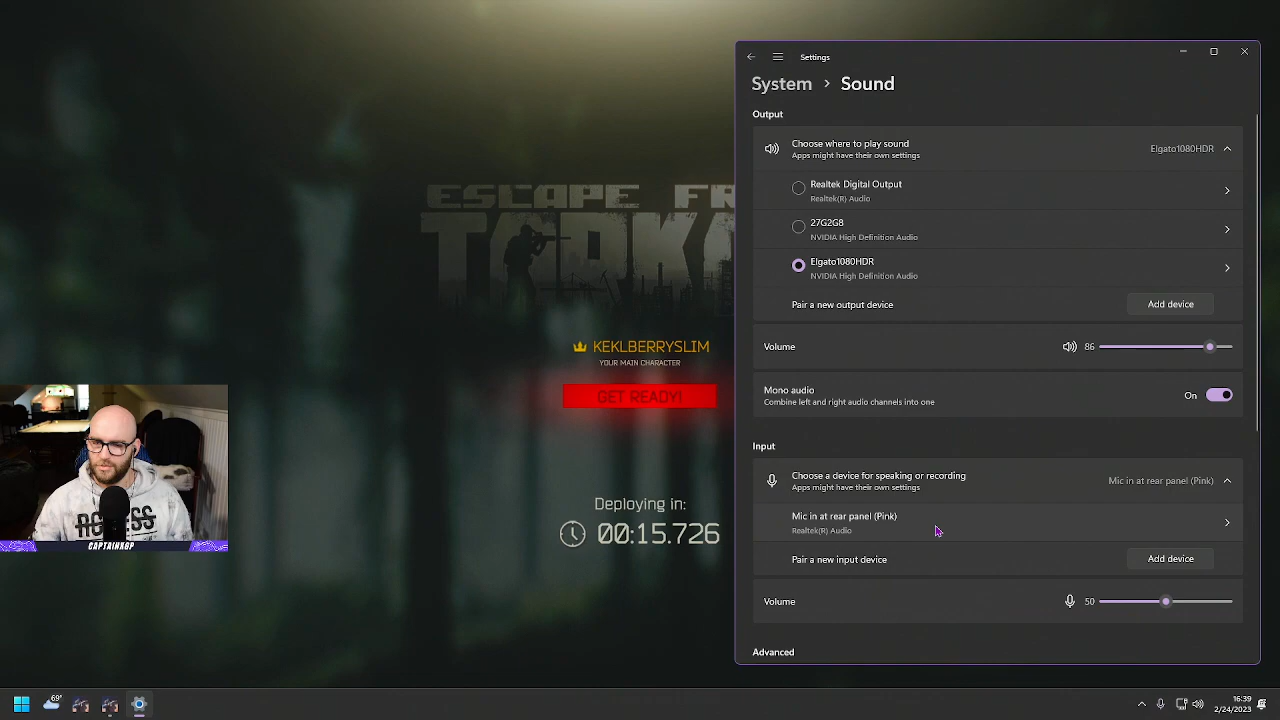 Settings
System > Sound
Output
Choose where to play sound
Apps might have their own settings
Elgato1080HDR
Realtek Digital Output
Realtek(R) Audio
27G2G8
NVIDIA High Definition Audio
Elgato1080HDR
NVIDIA High Definition Audio
Pair a new output device
Add device
Volume
86
Mono audio
Combine left and right audio channels into one
On
Input
Choose a device for speaking or recording
Apps might have their own settings
Mic in at rear panel (Pink)
Mic in at rear panel (Pink)
Realtek(R) Audio
Pair a new input device
Add device
Volume
50
Advanced
ESCAPE FR
TARKO
KEKLBERRYSLIM
YOUR MAIN CHARACTER
GET READY!
Deploying in:
00:15.726
CAPTAINXGP
69°
16:39
2/24/2023